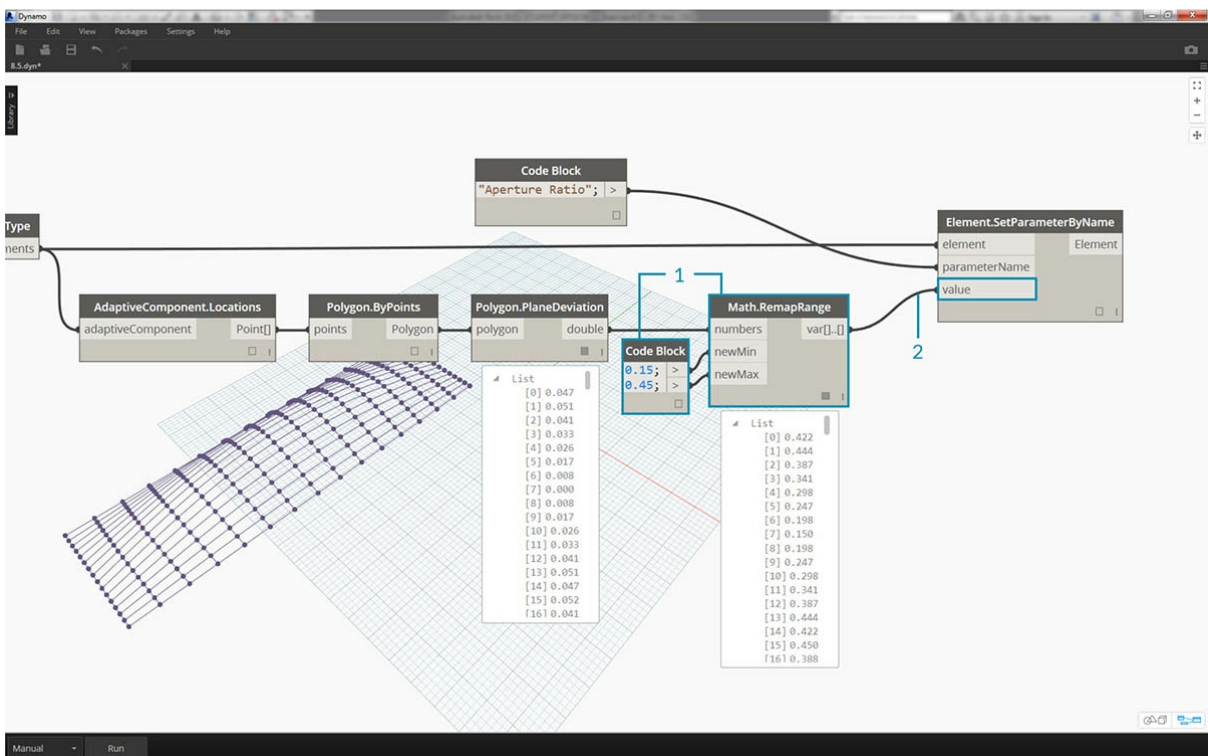 Dynamo
File Edit View Packages Settings Help
8.5.dyn*
Library
Code Block
"Aperture Ratio"; >
Type
ments
Element.SetParameterByName
element Element
parameterName
value
1
2
AdaptiveComponent.Locations
adaptiveComponent Point[]
Polygon.ByPoints
points Polygon
Polygon.PlaneDeviation
polygon double
Code Block
0.15; >
0.45; >
Math.RemapRange
numbers var[]..[]
newMin
newMax
List
[0] 0.047
[1] 0.051
[2] 0.041
[3] 0.033
[4] 0.026
[5] 0.017
[6] 0.008
[7] 0.000
[8] 0.008
[9] 0.017
[10] 0.026
[11] 0.033
[12] 0.041
[13] 0.051
[14] 0.047
[15] 0.052
[16] 0.041
List
[0] 0.422
[1] 0.444
[2] 0.387
[3] 0.341
[4] 0.298
[5] 0.247
[6] 0.198
[7] 0.150
[8] 0.198
[9] 0.247
[10] 0.298
[11] 0.341
[12] 0.387
[13] 0.444
[14] 0.422
[15] 0.450
[16] 0.388
Manual Run